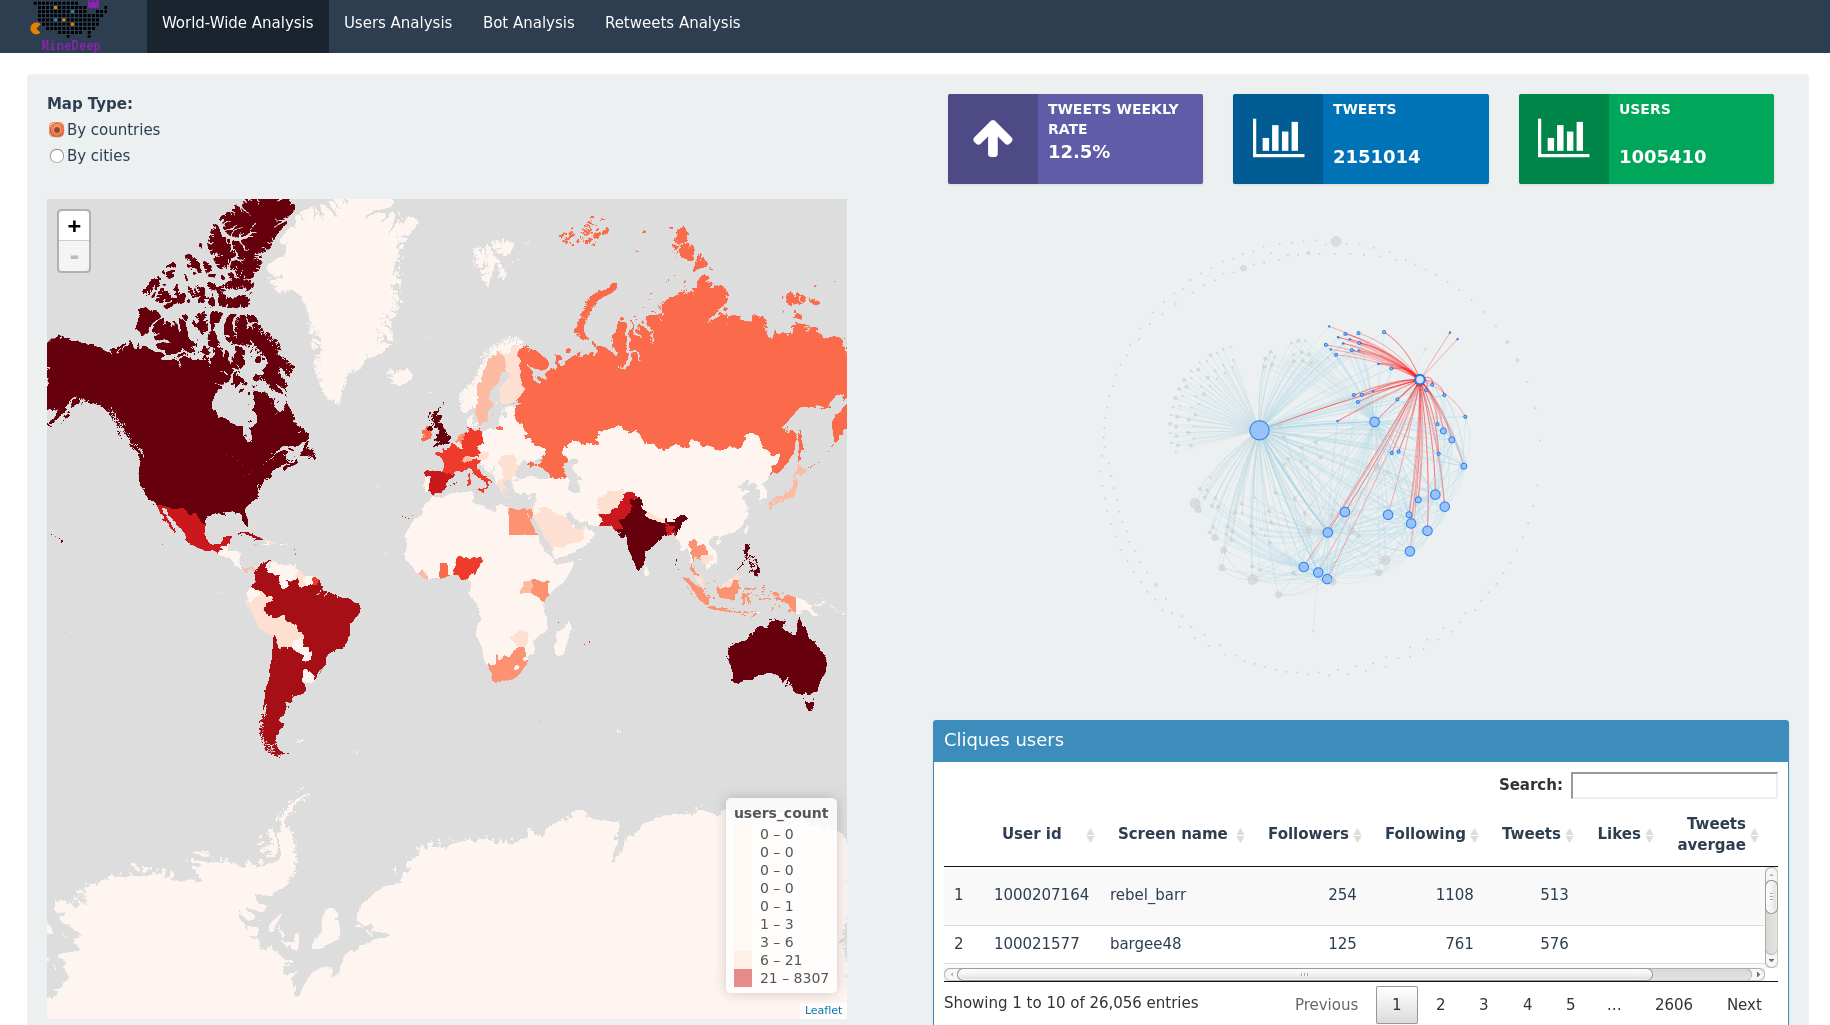 MineDeep
World-Wide Analysis
Users Analysis
Bot Analysis
Retweets Analysis
Map Type:
By countries
By cities
TWEETS WEEKLY
RATE
12.5%
TWEETS
2151014
USERS
1005410
+
-
users_count
0 – 0
0 – 0
0 – 0
0 – 0
0 – 1
1 – 3
3 – 6
6 – 21
21 – 8307
Leaflet
Cliques users
Search:
User id Screen name Followers Following Tweets Likes Tweets
avergae
1 1000207164 rebel_barr 254 1108 513
2 100021577 bargee48 125 761 576
Showing 1 to 10 of 26,056 entries
Previous 1 2 3 4 5 … 2606 Next